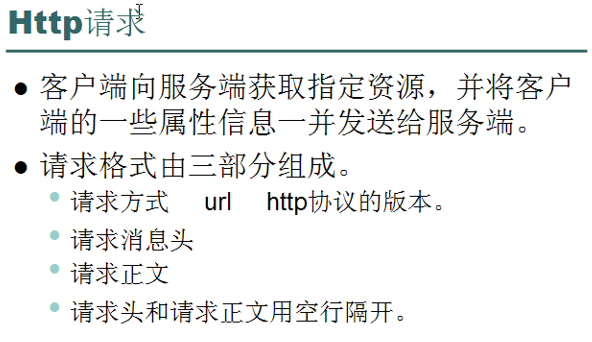 Http请求
客户端向服务端获取指定资源，并将客户
端的一些属性信息一并发送给服务端。
请求格式由三部分组成。
请求方式 url http协议的版本。
请求消息头
请求正文
请求头和请求正文用空行隔开。